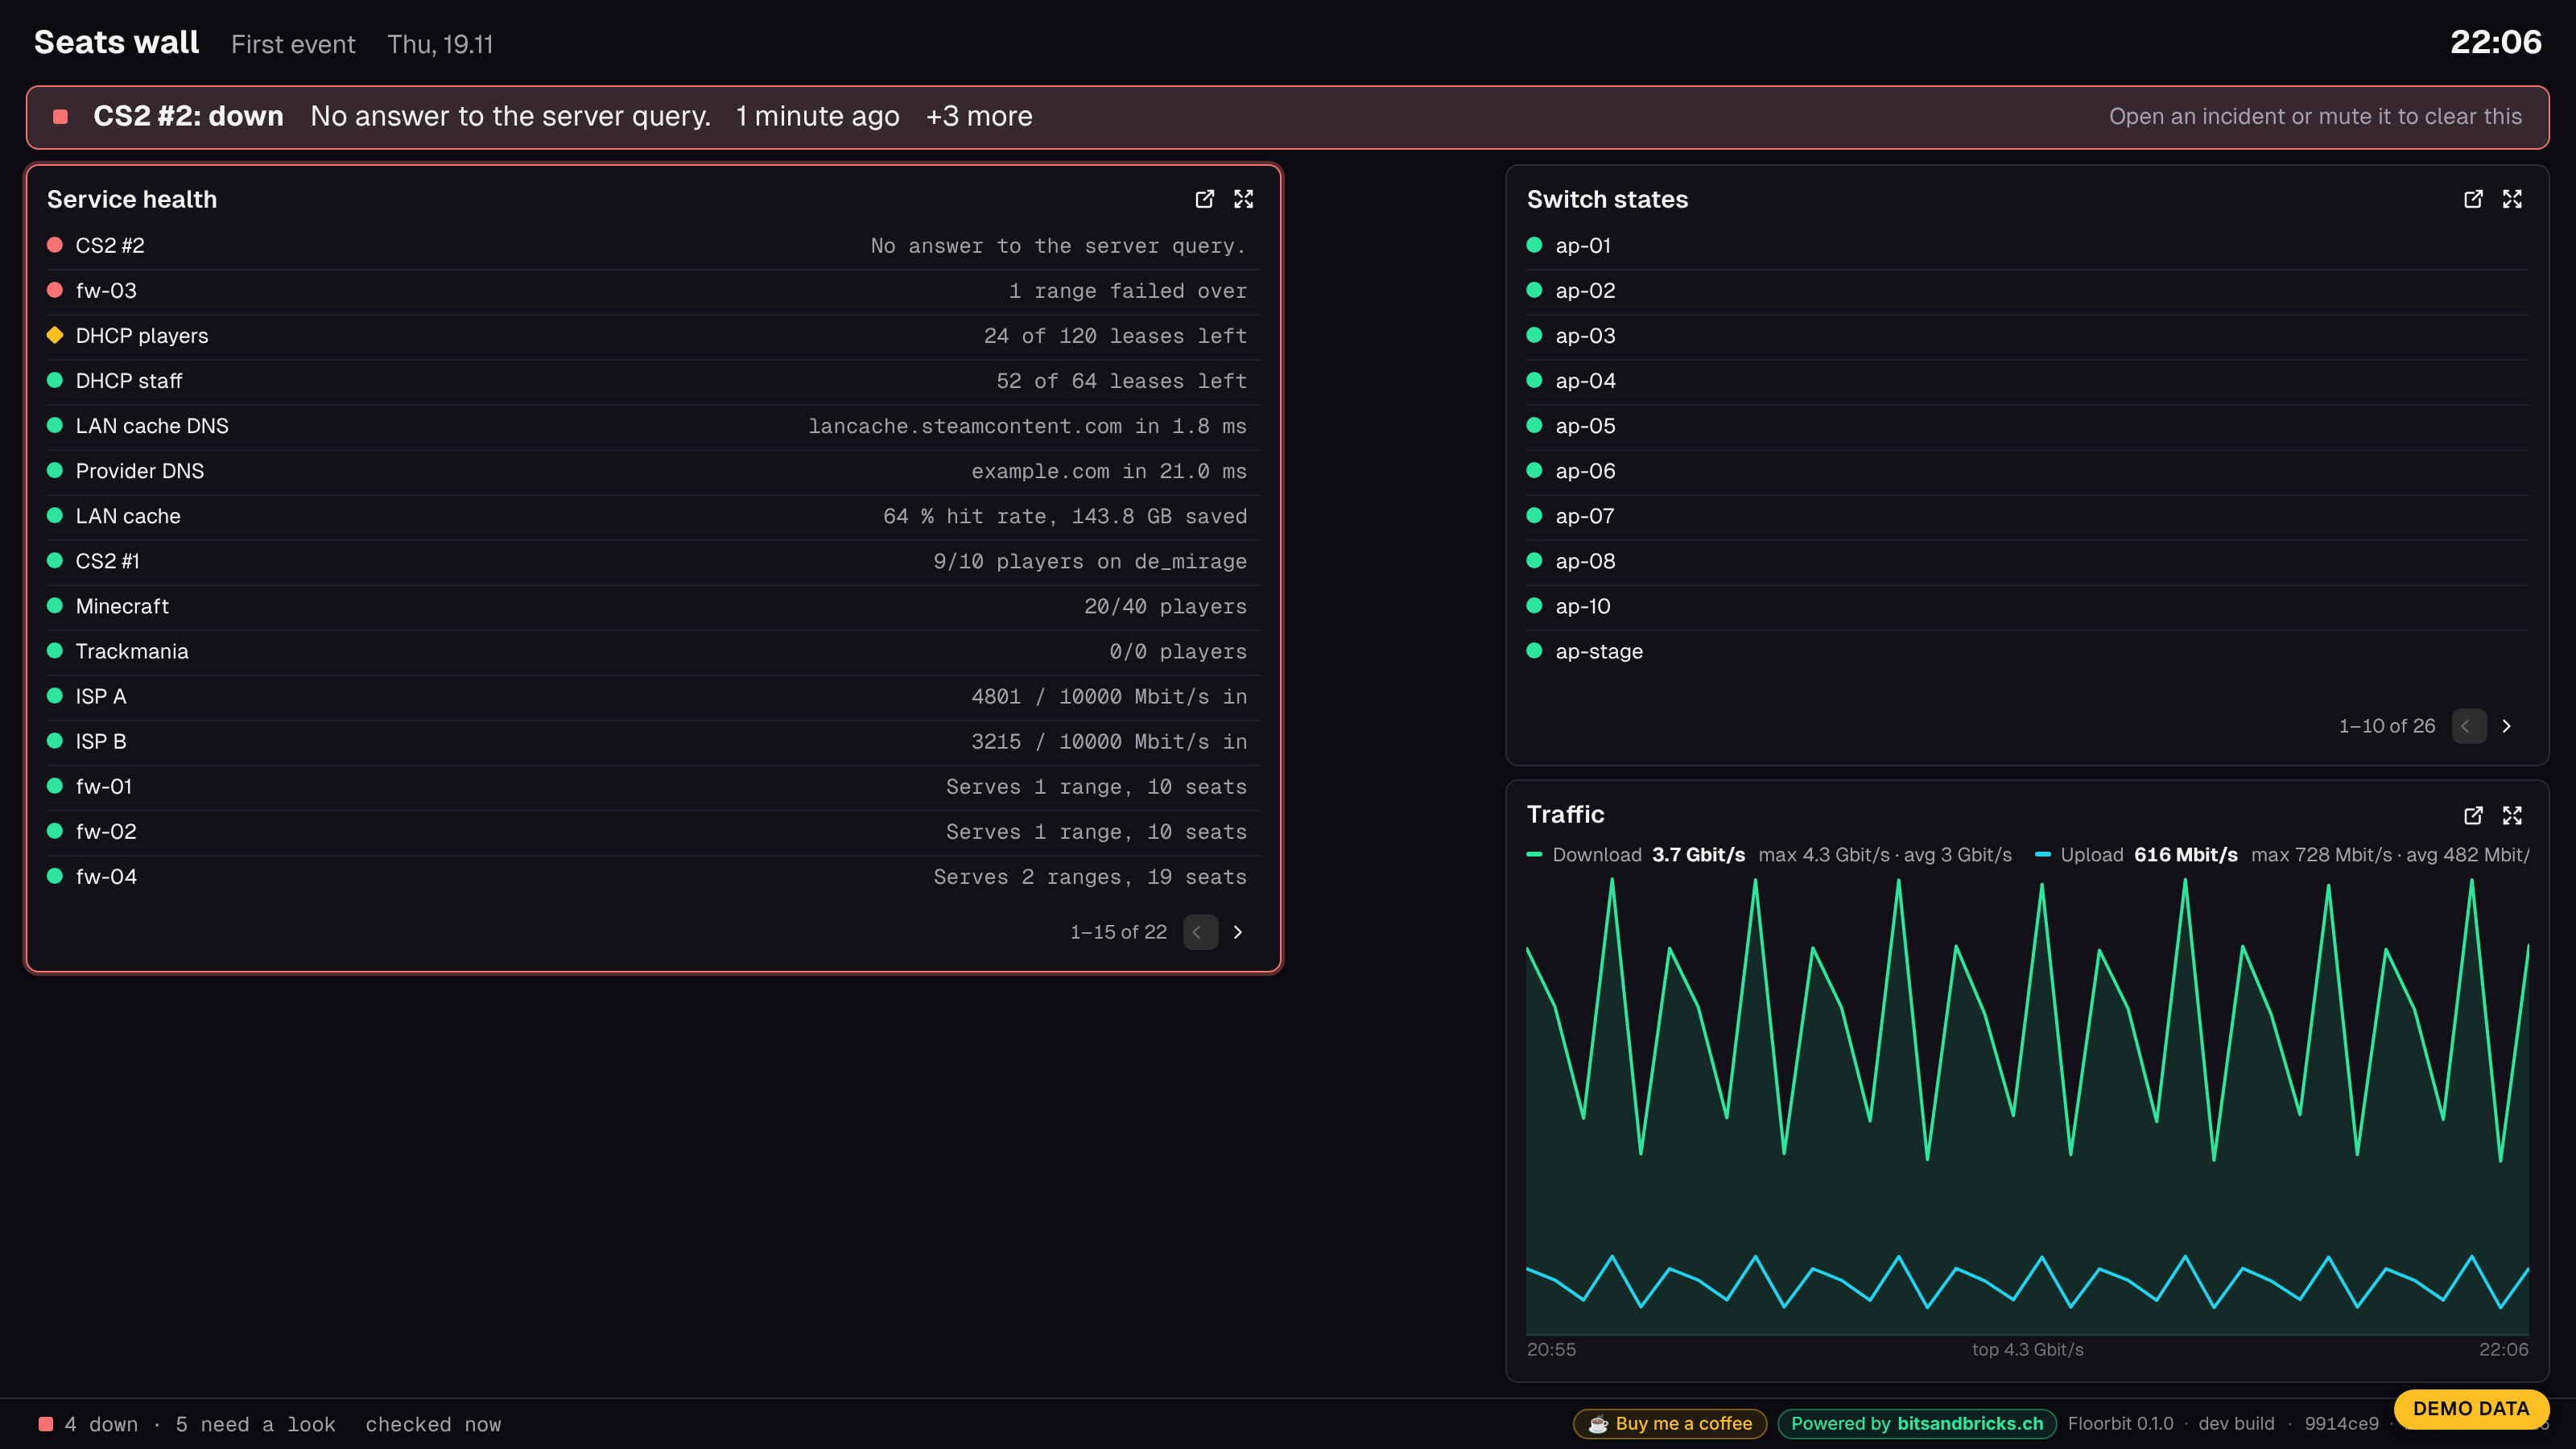 Seats wall First event Thu, 19.11 22:06
CS2 #2: down No answer to the server query. 1 minute ago +3 more Open an incident or mute it to clear this
Service health
CS2 #2 No answer to the server query.
fw-03 1 range failed over
DHCP players 24 of 120 leases left
DHCP staff 52 of 64 leases left
LAN cache DNS lancache.steamcontent.com in 1.8 ms
Provider DNS example.com in 21.0 ms
LAN cache 64 % hit rate, 143.8 GB saved
CS2 #1 9/10 players on de_mirage
Minecraft 20/40 players
Trackmania 0/0 players
ISP A 4801 / 10000 Mbit/s in
ISP B 3215 / 10000 Mbit/s in
fw-01 Serves 1 range, 10 seats
fw-02 Serves 1 range, 10 seats
fw-04 Serves 2 ranges, 19 seats
1–15 of 22
Switch states
ap-01
ap-02
ap-03
ap-04
ap-05
ap-06
ap-07
ap-08
ap-10
ap-stage
1–10 of 26
Traffic
Download 3.7 Gbit/s max 4.3 Gbit/s · avg 3 Gbit/s Upload 616 Mbit/s max 728 Mbit/s · avg 482 Mbit/
20:55 top 4.3 Gbit/s 22:06
4 down · 5 need a look checked now
Buy me a coffee Powered by bitsandbricks.ch Floorbit 0.1.0 · dev build · 9914ce9 ·
DEMO DATA